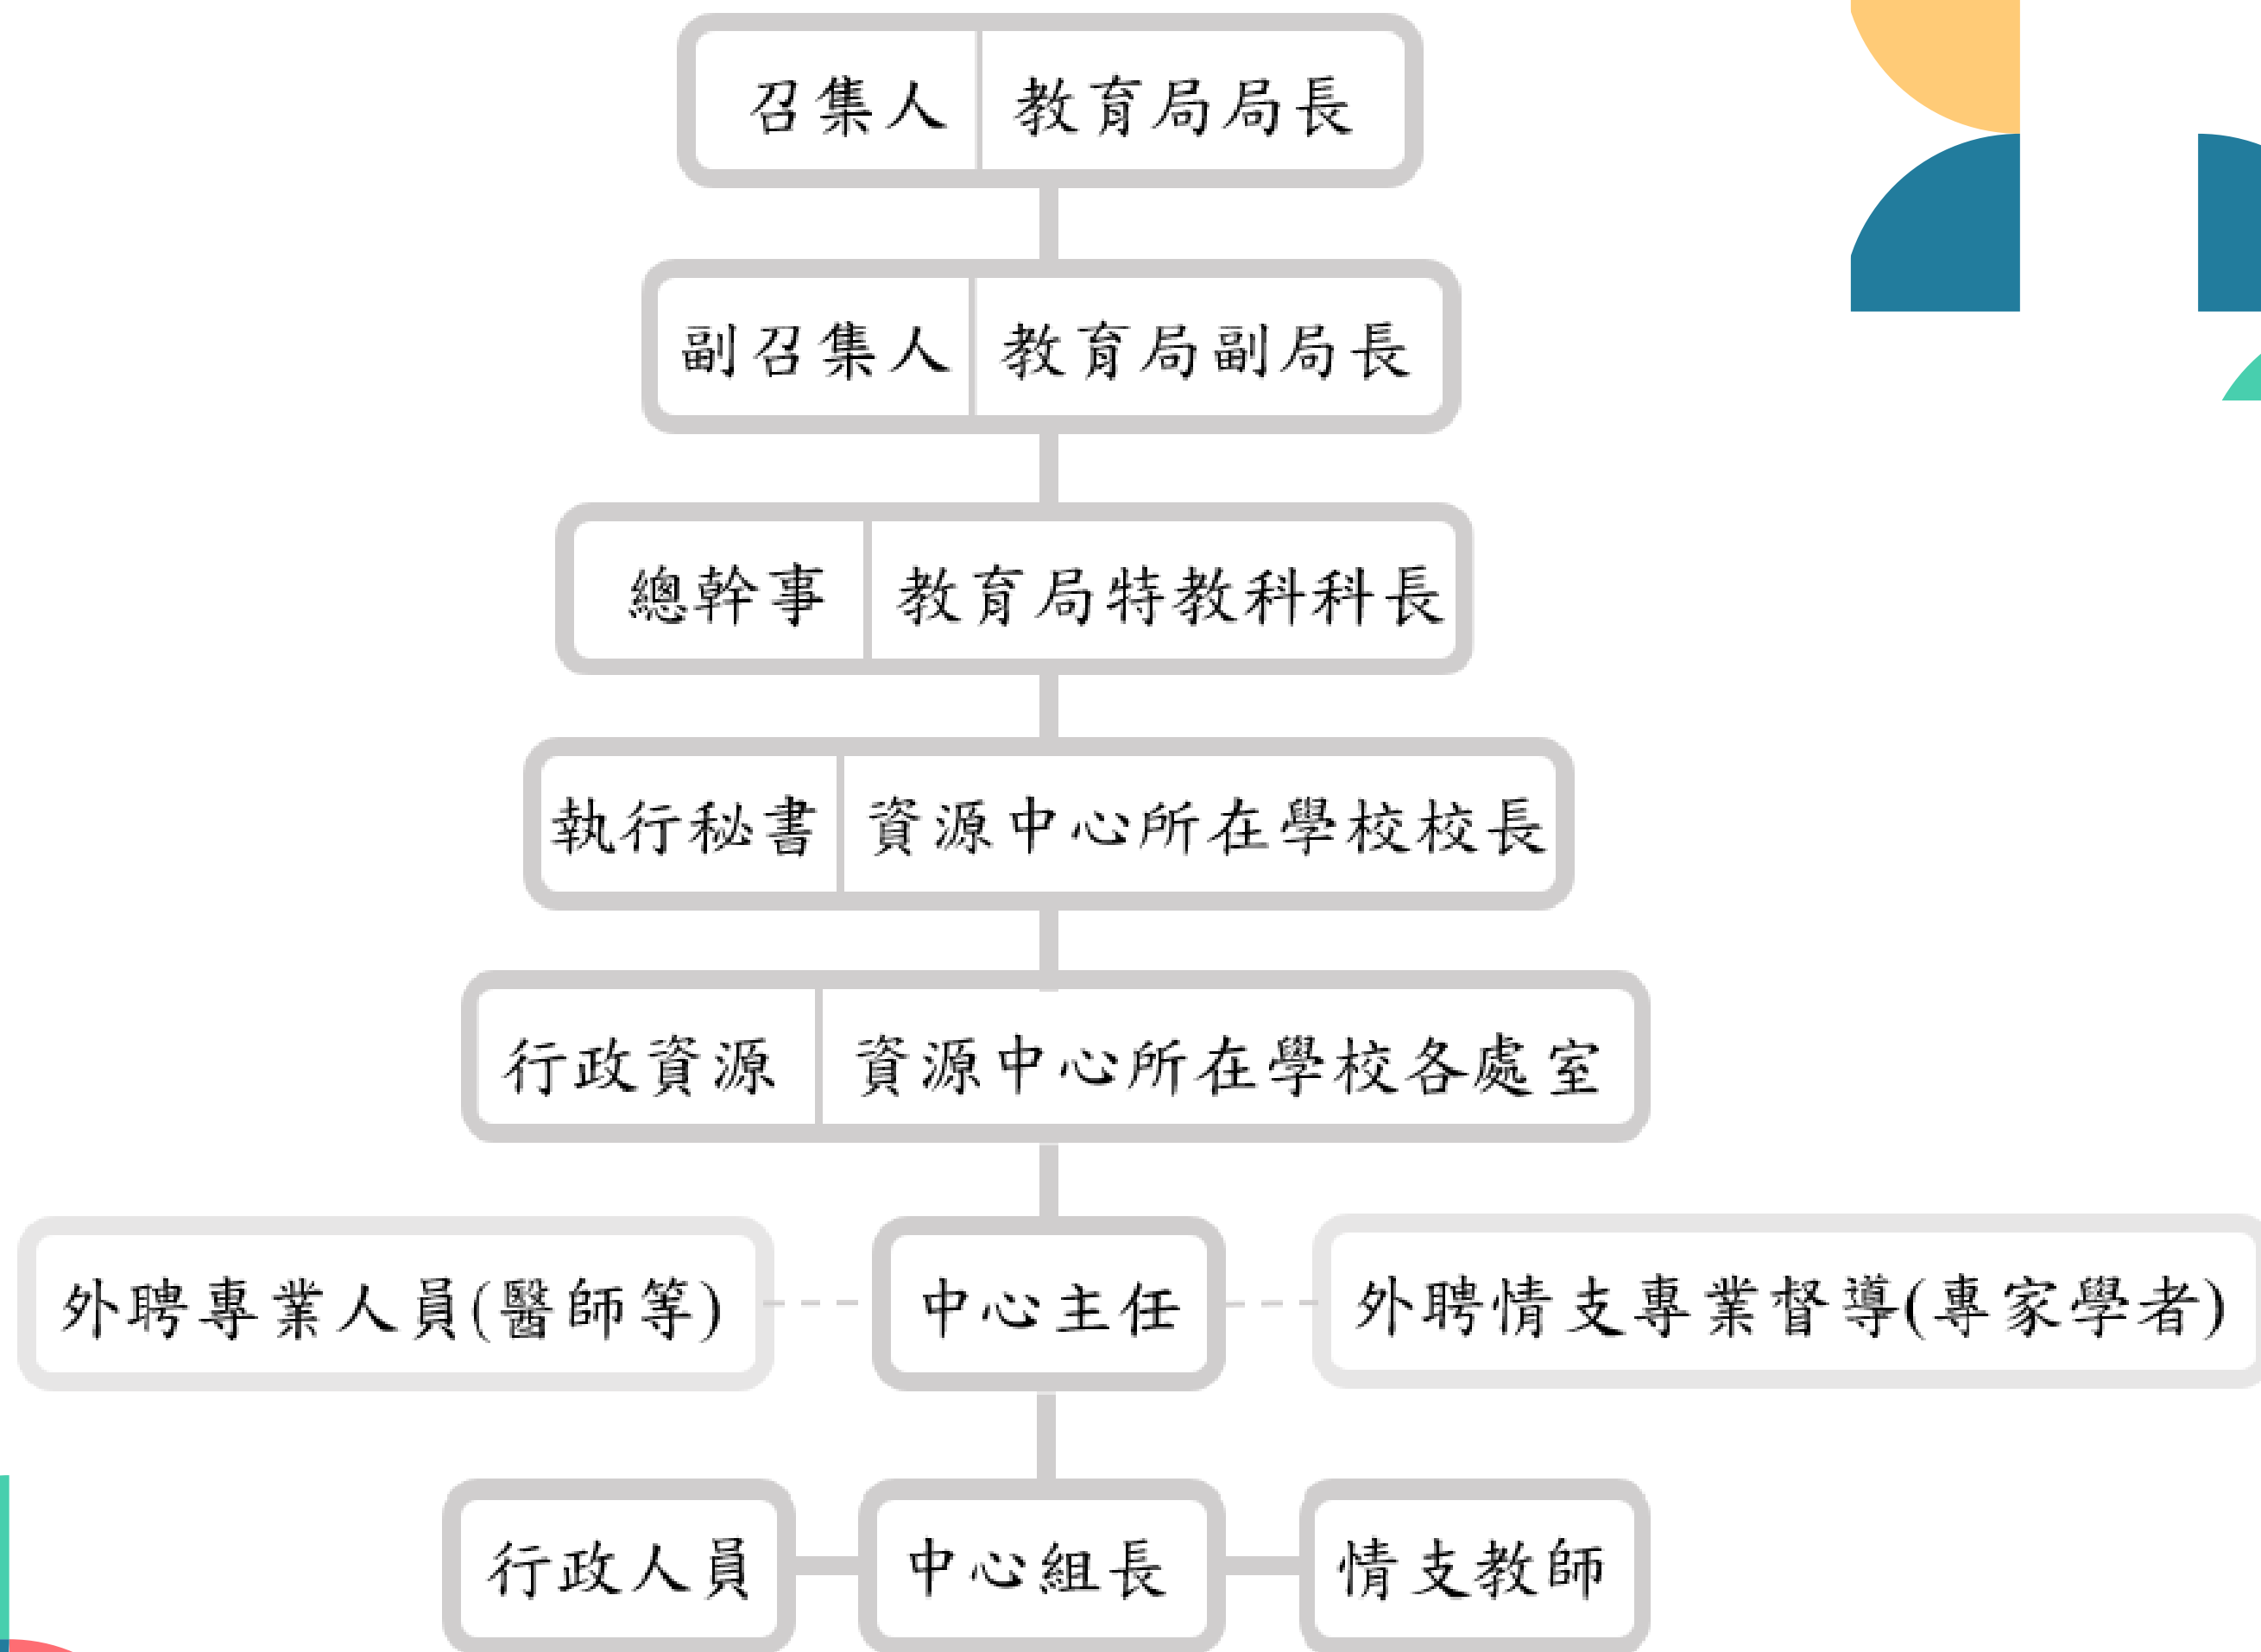 召集人 教育局局長
副召集人 教育局副局長
總幹事 教育局特教科科長
執行秘書 資源中心所在學校校長
行政資源 資源中心所在學校各處室
外聘專業人員(醫師等) 中心主任 外聘情支專業督導(專家學者)
行政人員 中心組長 情支教師